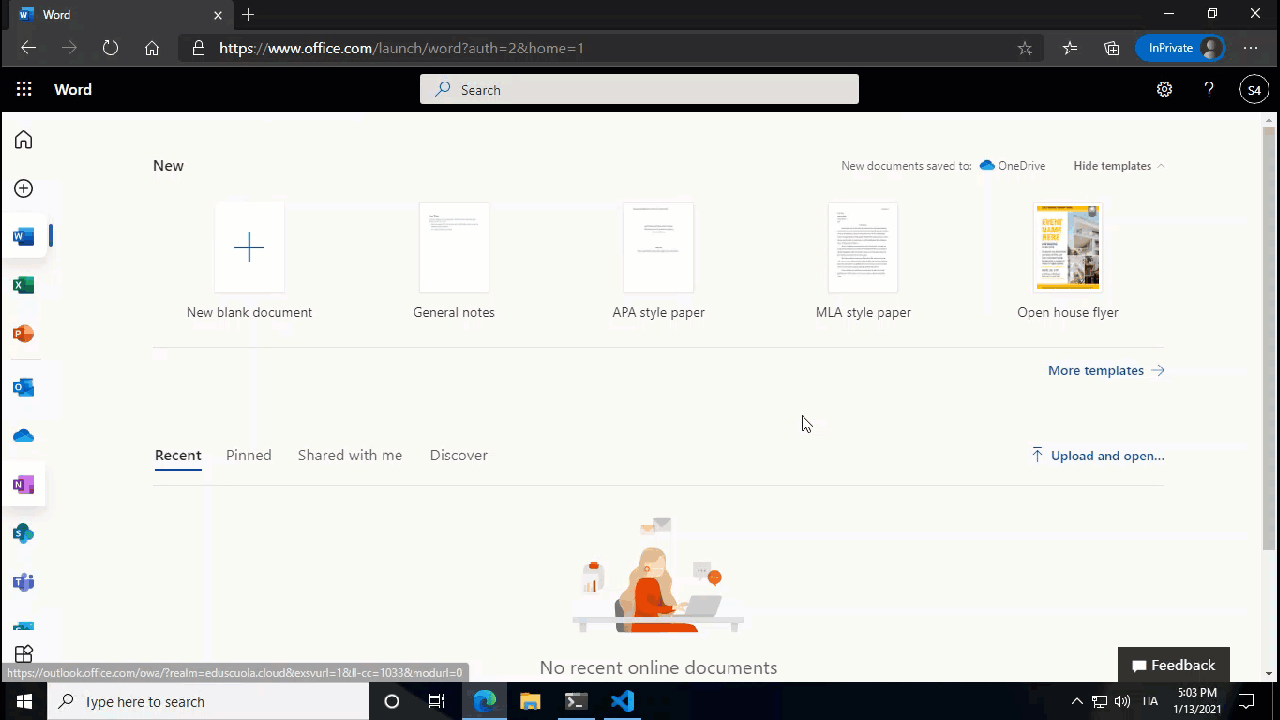 Word
https://www.office.com/launch/word?auth=2&home=1
InPrivate
Word
Search
S4
New
New documents saved to: OneDrive
Hide templates
New blank document
General notes
APA style paper
MLA style paper
Open house flyer
More templates
Recent
Pinned
Shared with me
Discover
Upload and open...
No recent online documents
Feedback
https://outlook.office.com/owa/?realm=eduscuola.cloud&exsvurl=1&ll-cc=1033&modurl=0
Type here to search
5:03 PM
1/13/2021